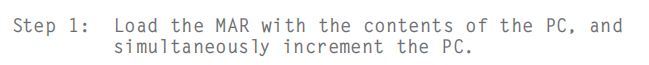 Step 1: Load the MAR with the contents of the PC, and
simultaneously increment the PC.